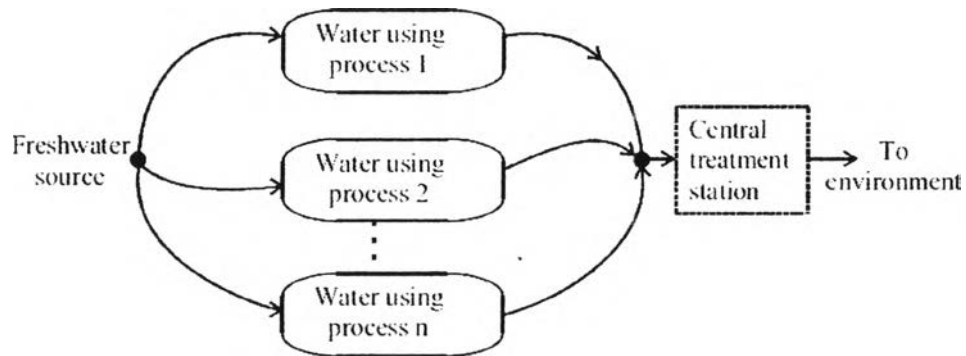 Water using
process 1
Freshwater
source
Water using
process 2
Central
treatment
station
To
environment
Water using
process n